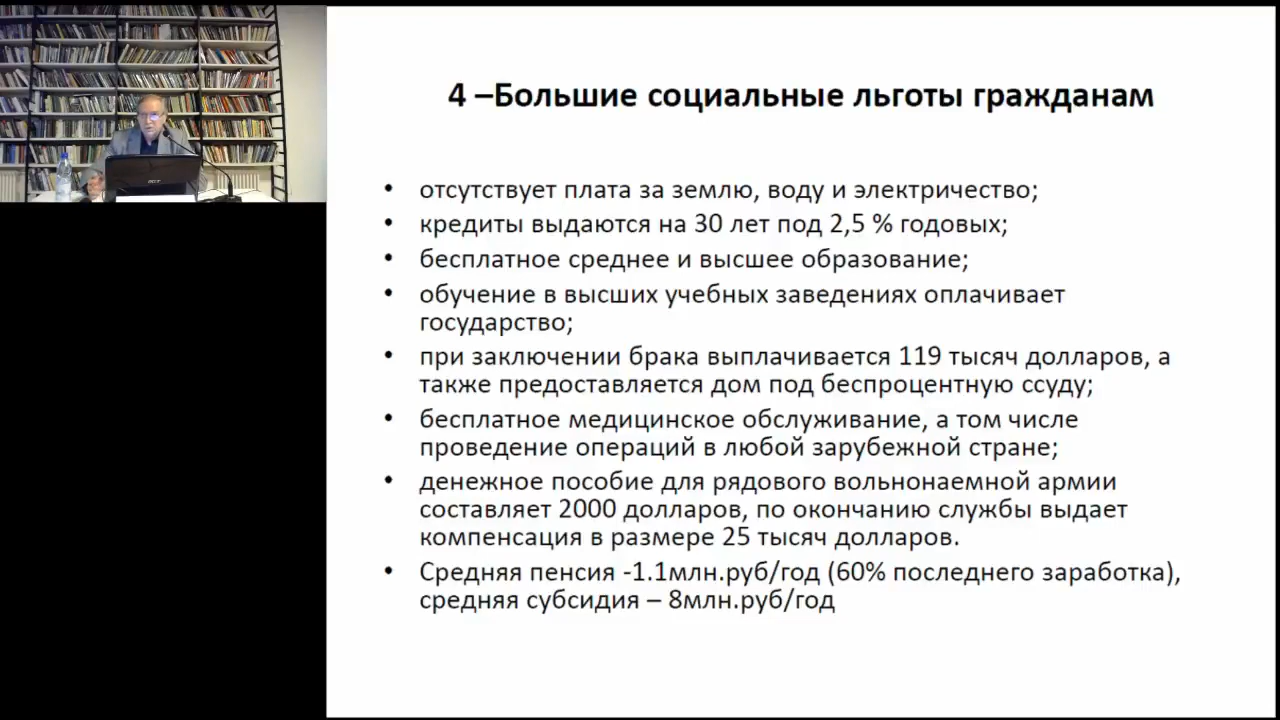 4 –Большие социальные льготы гражданам
• отсутствует плата за землю, воду и электричество;
• кредиты выдаются на 30 лет под 2,5 % годовых;
• бесплатное среднее и высшее образование;
• обучение в высших учебных заведениях оплачивает
государство;
• при заключении брака выплачивается 119 тысяч долларов, а
также предоставляется дом под беспроцентную ссуду;
• бесплатное медицинское обслуживание, а том числе
проведение операций в любой зарубежной стране;
• денежное пособие для рядового вольнонаемной армии
составляет 2000 долларов, по окончанию службы выдает
компенсация в размере 25 тысяч долларов.
• Средняя пенсия -1.1млн.руб/год (60% последнего заработка),
средняя субсидия – 8млн.руб/год